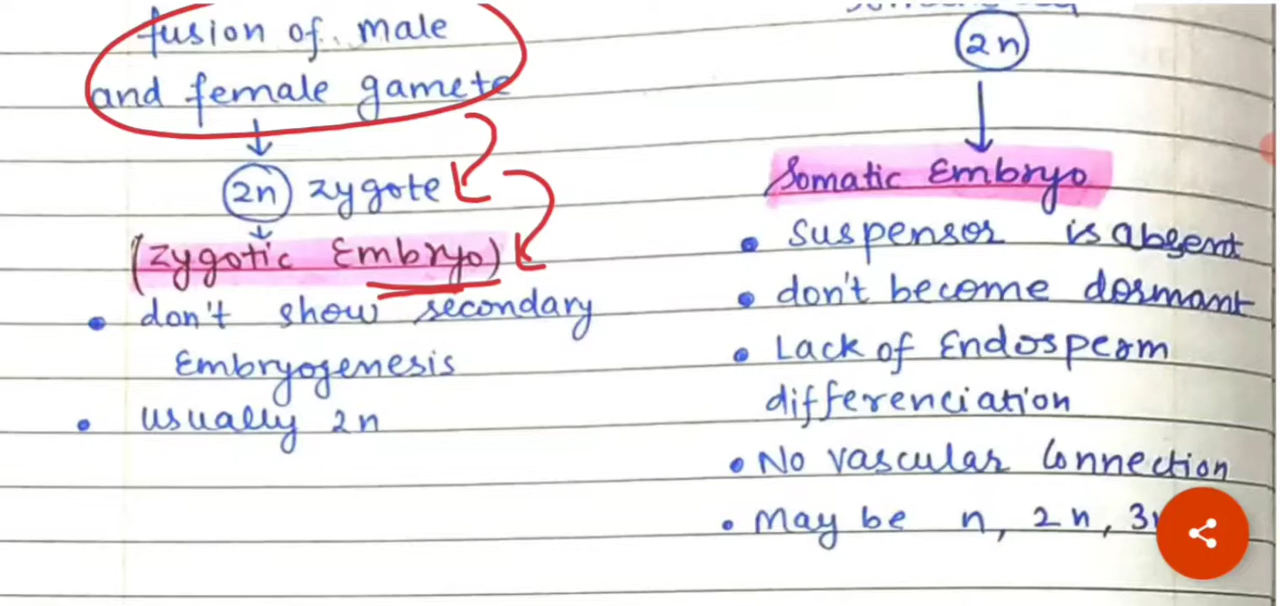 fusion of male
and female gamete
2n zygote
(zygotic Embryo)
• don't show secondary
Embryogenesis
• usually 2n
2n
Somatic Embryo
• suspensor is absent
• don't become dormant
• Lack of Endosperm
differenciation
• No vascular Connection
• May be n, 2n,